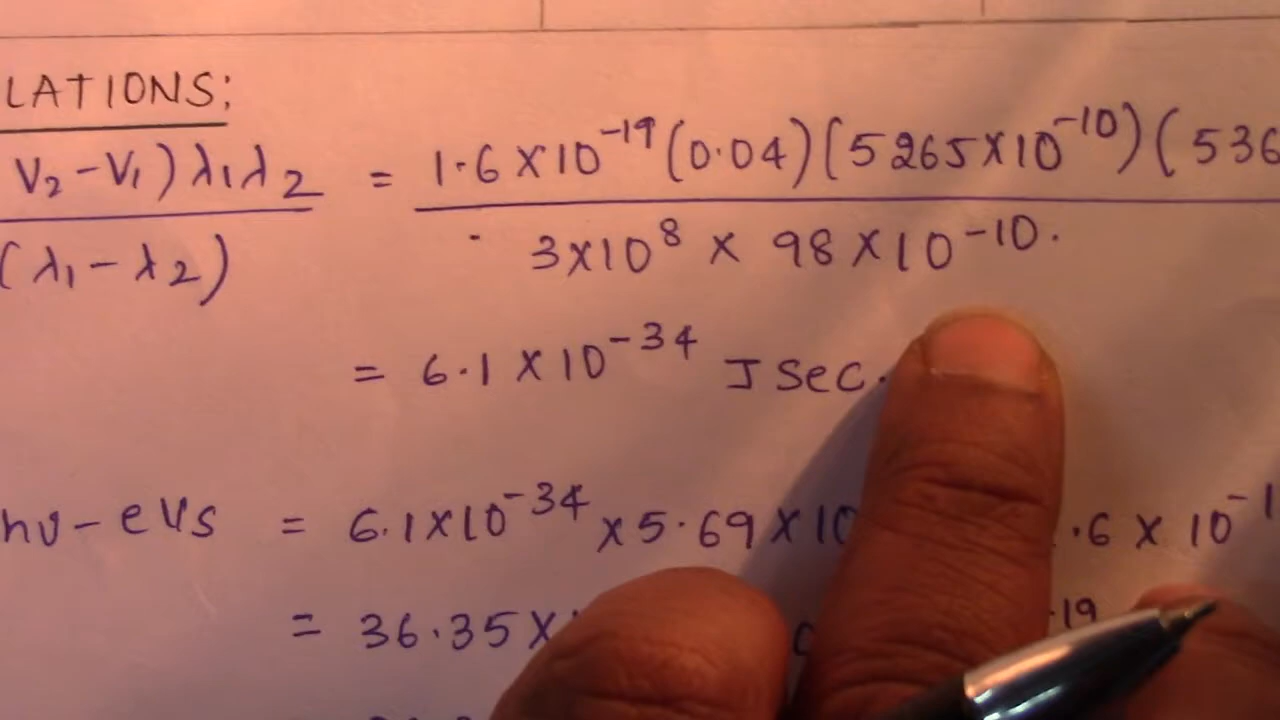 LATIONS:
V₂-V₁)λ₁λ₂ = 1.6×10⁻¹⁹(0.04)(5265×10⁻¹⁰)(536
(λ₁-λ₂) 3×10⁸ × 98×10⁻¹⁰.
= 6.1×10⁻³⁴ J Sec.
hν-eVs = 6.1×10⁻³⁴×5.69×10 .6×10⁻¹
= 36.35× -19